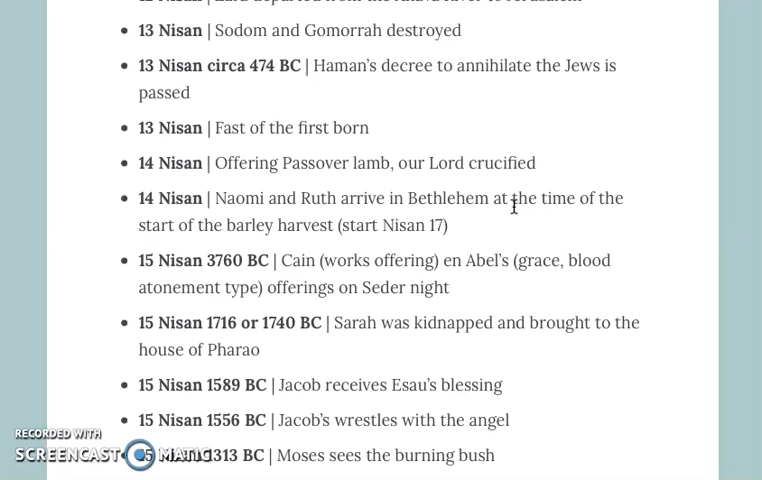 13 Nisan | Sodom and Gomorrah destroyed
13 Nisan circa 474 BC | Haman's decree to annihilate the Jews is
passed
13 Nisan | Fast of the first born
14 Nisan | Offering Passover lamb, our Lord crucified
14 Nisan | Naomi and Ruth arrive in Bethlehem at the time of the
start of the barley harvest (start Nisan 17)
15 Nisan 3760 BC | Cain (works offering) en Abel's (grace, blood
atonement type) offerings on Seder night
15 Nisan 1716 or 1740 BC | Sarah was kidnapped and brought to the
house of Pharao
15 Nisan 1589 BC | Jacob receives Esau's blessing
15 Nisan 1556 BC | Jacob's wrestles with the angel
1313 BC | Moses sees the burning bush
RECORDED WITH
SCREENCAST MATIC